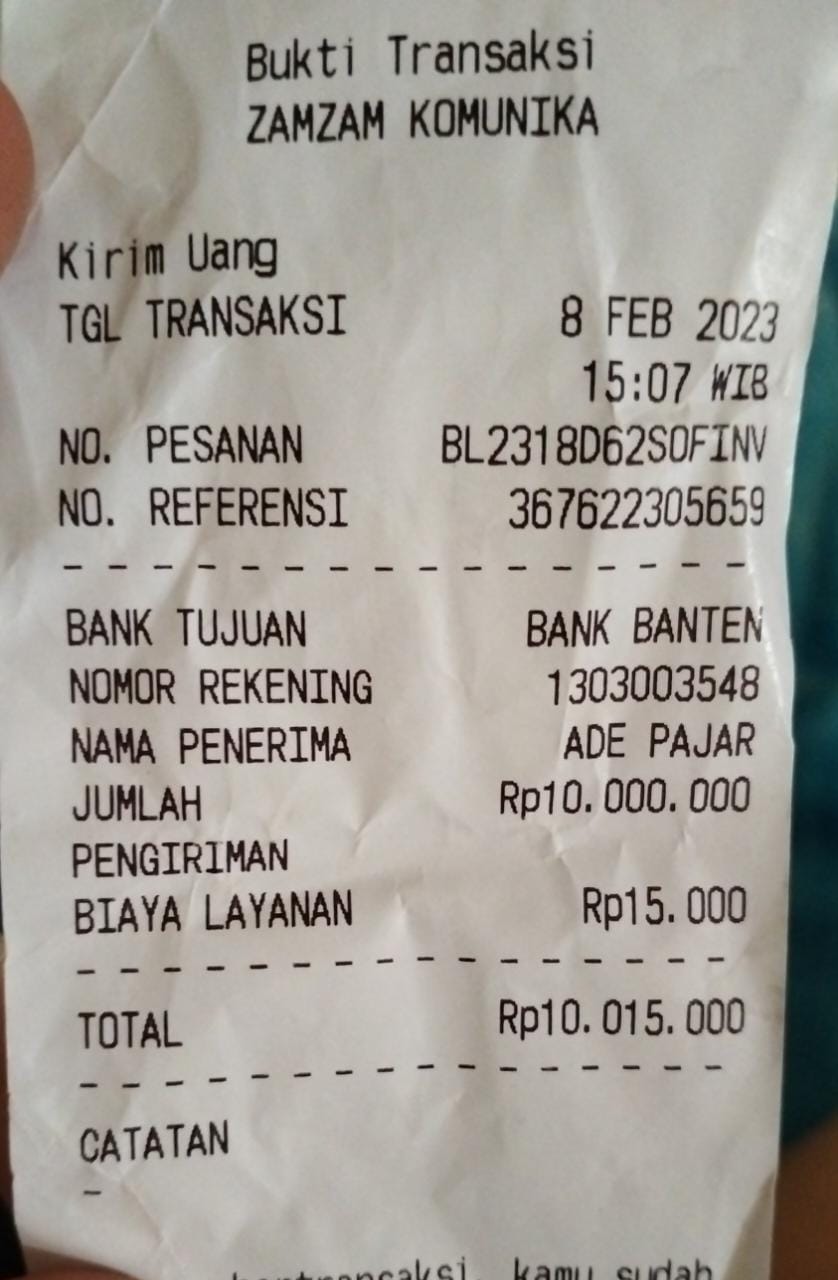 Bukti Transaksi
ZAMZAM KOMUNIKA
Kirim Uang
TGL TRANSAKSI 8 FEB 2023
15:07 WIB
NO. PESANAN BL2318D62SOFINV
NO. REFERENSI 367622305659
- - - - - - - - - - - - - - - -
BANK TUJUAN BANK BANTEN
NOMOR REKENING 1303003548
NAMA PENERIMA ADE PAJAR
JUMLAH Rp10.000.000
PENGIRIMAN
BIAYA LAYANAN Rp15.000
- - - - - - - - - - - - - - - -
TOTAL Rp10.015.000
- - - - - - - - - - - - - - - -
CATATAN
-
bertransaksi, kamu sudah